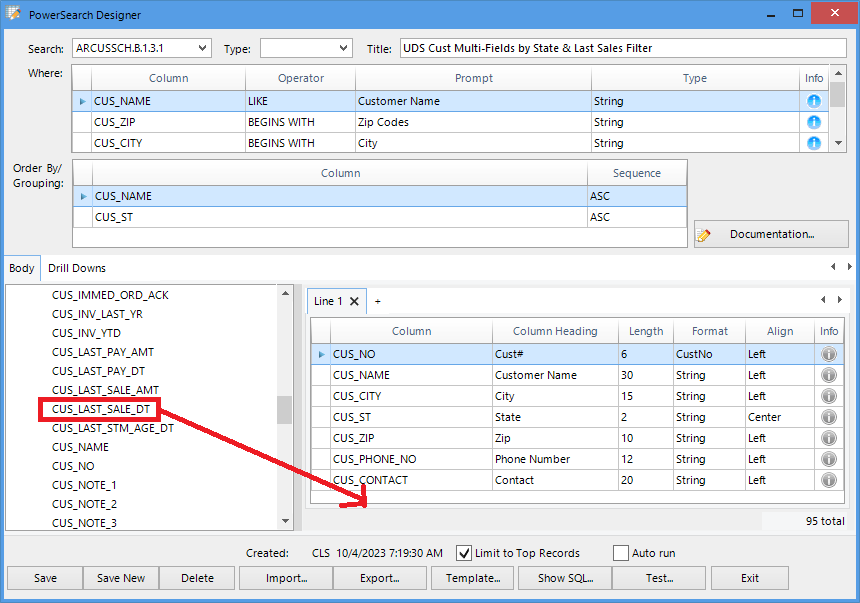 PowerSearch Designer
Search: ARCUSSCH.B.1.3.1 Type: Title: UDS Cust Multi-Fields by State & Last Sales Filter
Where:
Column Operator Prompt Type Info
CUS_NAME LIKE Customer Name String
CUS_ZIP BEGINS WITH Zip Codes String
CUS_CITY BEGINS WITH City String
Order By/
Grouping:
Column Sequence
CUS_NAME ASC
CUS_ST ASC
Documentation...
Body Drill Downs
CUS_IMMED_ORD_ACK
CUS_INV_LAST_YR
CUS_INV_YTD
CUS_LAST_PAY_AMT
CUS_LAST_PAY_DT
CUS_LAST_SALE_AMT
CUS_LAST_SALE_DT
CUS_LAST_STM_AGE_DT
CUS_NAME
CUS_NO
CUS_NOTE_1
CUS_NOTE_2
CUS_NOTE_3
Line 1 +
Column Column Heading Length Format Align Info
CUS_NO Cust# 6 CustNo Left
CUS_NAME Customer Name 30 String Left
CUS_CITY City 15 String Left
CUS_ST State 2 String Center
CUS_ZIP Zip 10 String Left
CUS_PHONE_NO Phone Number 12 String Left
CUS_CONTACT Contact 20 String Left
95 total
Created: CLS 10/4/2023 7:19:30 AM Limit to Top Records Auto run
Save Save New Delete Import... Export... Template... Show SQL... Test... Exit